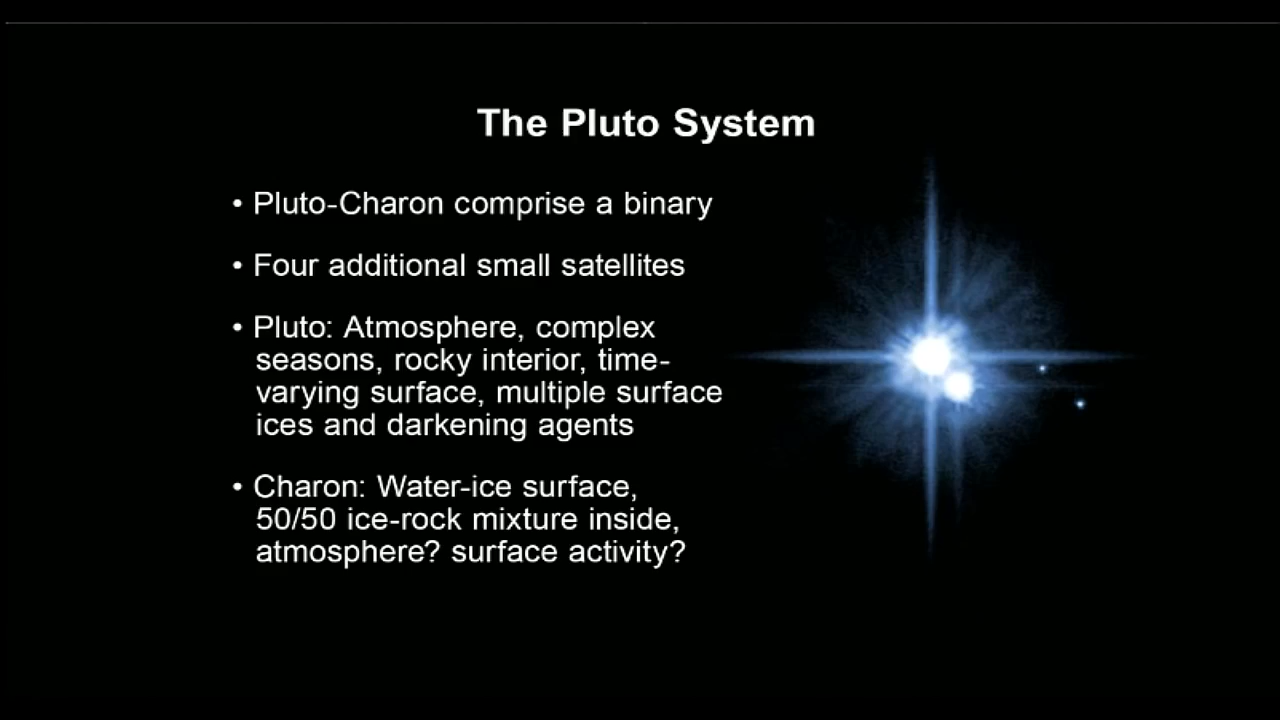 The Pluto System
• Pluto-Charon comprise a binary
• Four additional small satellites
• Pluto: Atmosphere, complex
seasons, rocky interior, time-
varying surface, multiple surface
ices and darkening agents
• Charon: Water-ice surface,
50/50 ice-rock mixture inside,
atmosphere? surface activity?